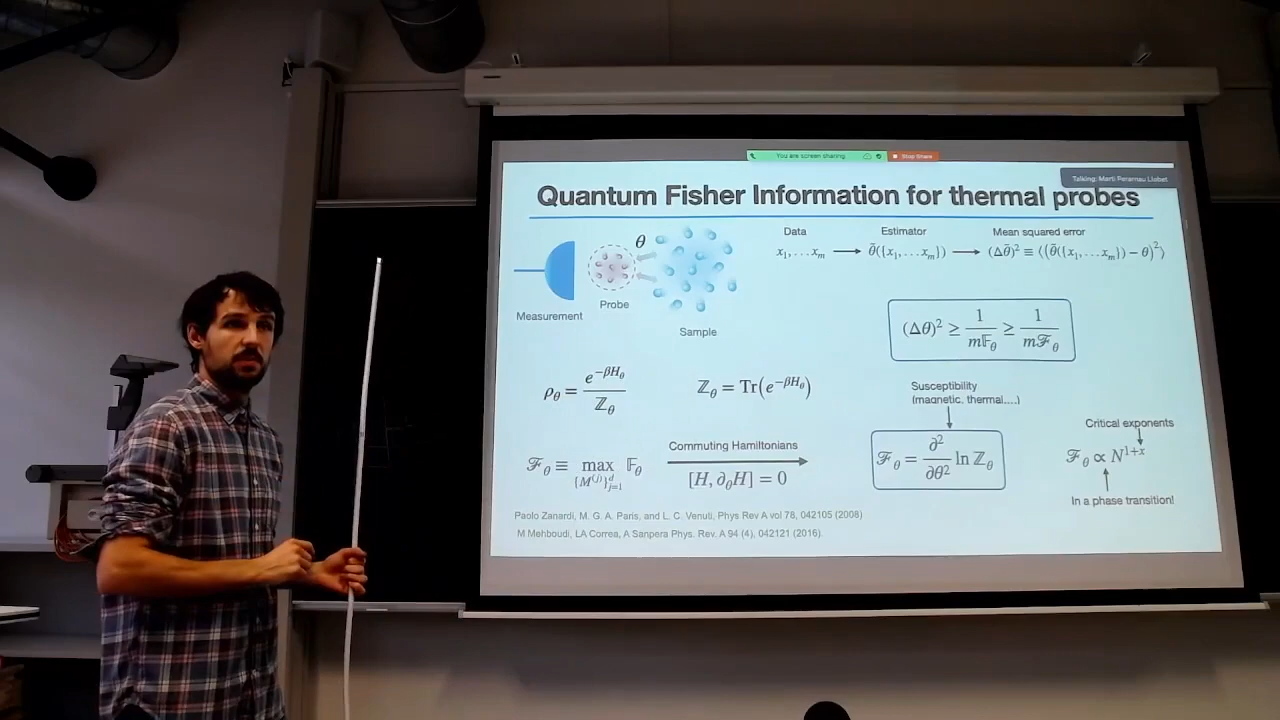 You are screen sharing
Stop Share
Talking: Marti Perarnau Llobet
Quantum Fisher Information for thermal probes
Data
Estimator
Mean squared error
θ
x₁, . . . xₘ ⟶ θ̃({x₁, . . . xₘ}) ⟶ (Δθ̃)² ≡ ⟨(θ̃({x₁, . . . xₘ}) − θ)²⟩
Probe
Measurement
Sample
(Δθ)² ≥ 1/(m𝔽_θ) ≥ 1/(mℱ_θ)
ρ_θ = e^{−βH_θ}/ℤ_θ
ℤ_θ = Tr(e^{−βH_θ})
Susceptibility
(magnetic, thermal....)
Critical exponents
Commuting Hamiltonians
ℱ_θ ≡ max_{{M^{(j)}}_{j=1}^d} 𝔽_θ
[H, ∂_θH] = 0
ℱ_θ = ∂²/∂θ² ln ℤ_θ
ℱ_θ ∝ N^{1+x}
In a phase transition!
Paolo Zanardi, M. G. A. Paris, and L. C. Venuti, Phys Rev A vol 78, 042105 (2008)
M Mehboudi, LA Correa, A Sanpera Phys. Rev. A 94 (4), 042121 (2016).